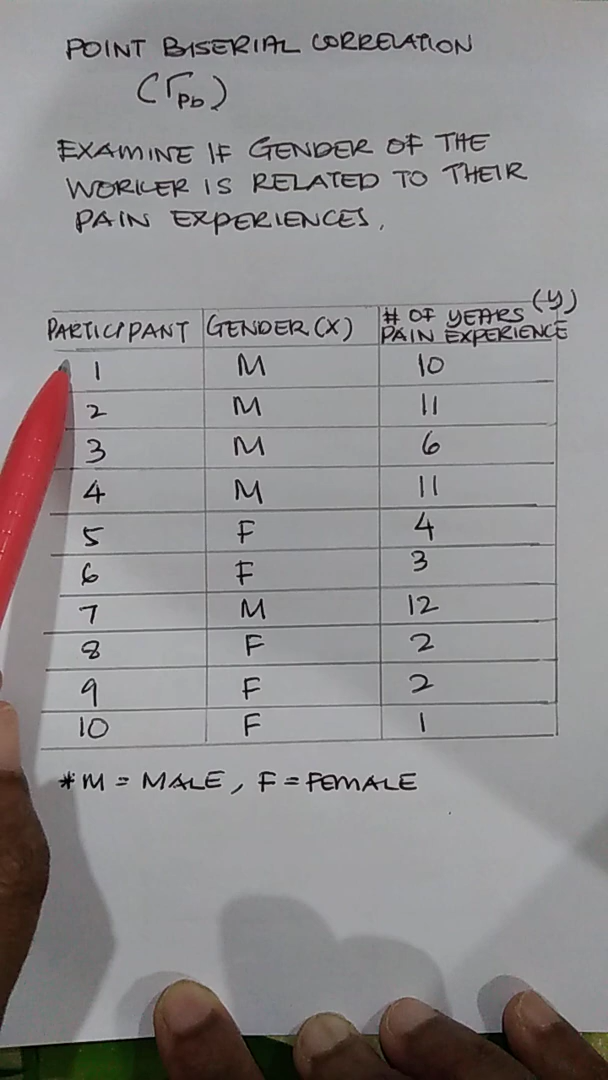 POINT BISERIAL CORRELATION
(rpb)
EXAMINE IF GENDER OF THE
WORKER IS RELATED TO THEIR
PAIN EXPERIENCES.
PARTICIPANT GENDER (X) # OF YEARS PAIN EXPERIENCE (Y)
1 M 10
2 M 11
3 M 6
4 M 11
5 F 4
6 F 3
7 M 12
8 F 2
9 F 2
10 F 1
*M = MALE, F = FEMALE